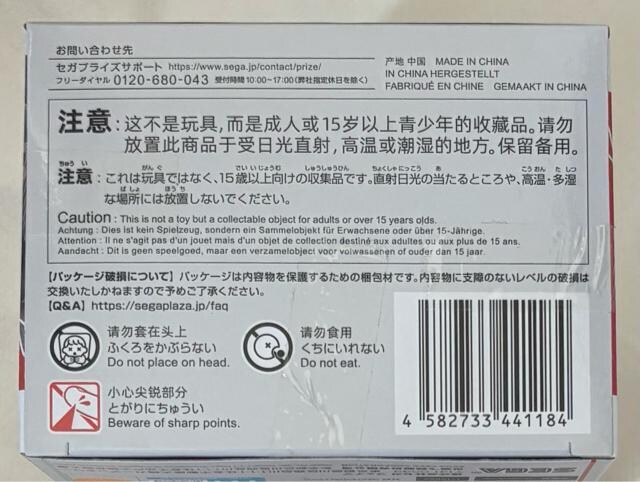 お問い合わせ先
セガプライズサポート https://www.sega.jp/contact/prize/
フリーダイヤル 0120-680-043 受付時間 10:00~17:00(弊社指定休日を除く)
产地 中国 MADE IN CHINA
IN CHINA HERGESTELLT
FABRIQUÉ EN CHINE GEMAAKT IN CHINA
注意：这不是玩具，而是成人或15岁以上青少年的收藏品。请勿
放置此商品于受日光直射，高温或潮湿的地方。保留备用。
注意：これは玩具ではなく、15歳以上向けの収集品です。直射日光の当たるところや、高温・多湿
な場所には放置しないでください。
Caution : This is not a toy but a collectable object for adults or over 15 years olds.
Achtung : Dies ist kein Spielzeug, sondern ein Sammelobjekt für Erwachsene oder über 15-Jährige.
Attention : Il ne s'agit pas d'un jouet mais d'un objet de collection destiné aux adultes ou aux plus de 15 ans.
Aandacht : Dit is geen speelgoed, maar een verzamelobject voor volwassenen of ouder dan 15 jaar.
【パッケージ破損について】パッケージは内容物を保護するための梱包材です。内容物に支障のないレベルの破損は
交換いたしかねますので予めご了承ください。
【Q&A】https://segaplaza.jp/faq
请勿套在头上
ふくろをかぶらない
Do not place on head.
请勿食用
くちにいれない
Do not eat.
小心尖锐部分
とがりにちゅうい
Beware of sharp points.
4 582733 441184